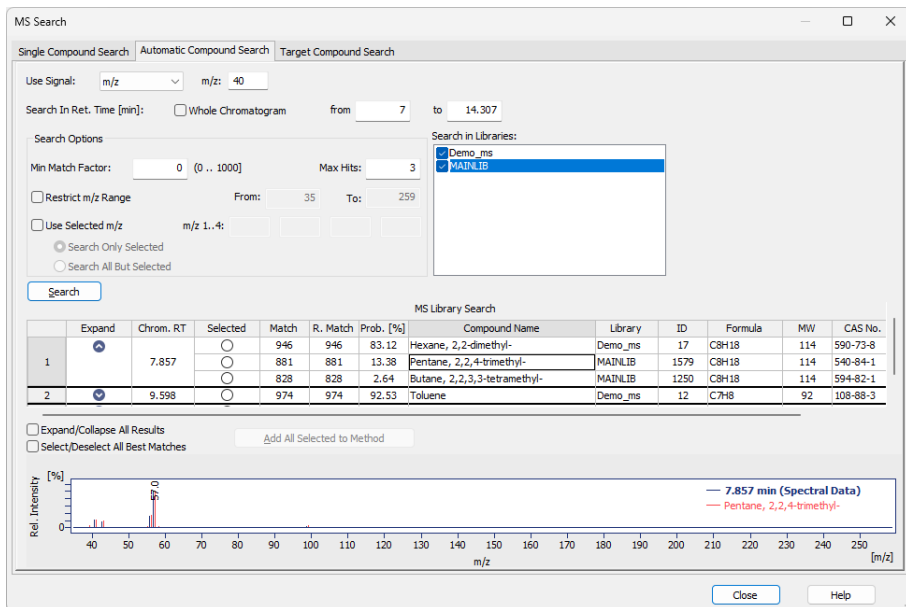 MS Search
Single Compound Search Automatic Compound Search Target Compound Search
Use Signal: m/z m/z: 40
Search In Ret. Time [min]: Whole Chromatogram from 7 to 14.307
Search Options
Search in Libraries:
Min Match Factor: 0 (0 .. 1000] Max Hits: 3
Restrict m/z Range From: 35 To: 259
Use Selected m/z m/z 1..4:
Search Only Selected
Search All But Selected
Demo_ms
MAINLIB
Search
MS Library Search
Expand Chrom. RT Selected Match R. Match Prob. [%] Compound Name Library ID Formula MW CAS No.
946 946 83.12 Hexane, 2,2-dimethyl- Demo_ms 17 C8H18 114 590-73-8
1 7.857 881 881 13.38 Pentane, 2,2,4-trimethyl- MAINLIB 1579 C8H18 114 540-84-1
828 828 2.64 Butane, 2,2,3,3-tetramethyl- MAINLIB 1250 C8H18 114 594-82-1
2 9.598 974 974 92.53 Toluene Demo_ms 12 C7H8 92 108-88-3
Expand/Collapse All Results
Select/Deselect All Best Matches
Add All Selected to Method
[%]
Rel. Intensity
0
57.0
7.857 min (Spectral Data)
Pentane, 2,2,4-trimethyl-
40 50 60 70 80 90 100 110 120 130 140 150 160 170 180 190 200 210 220 230 240 250
m/z
[m/z]
Close Help